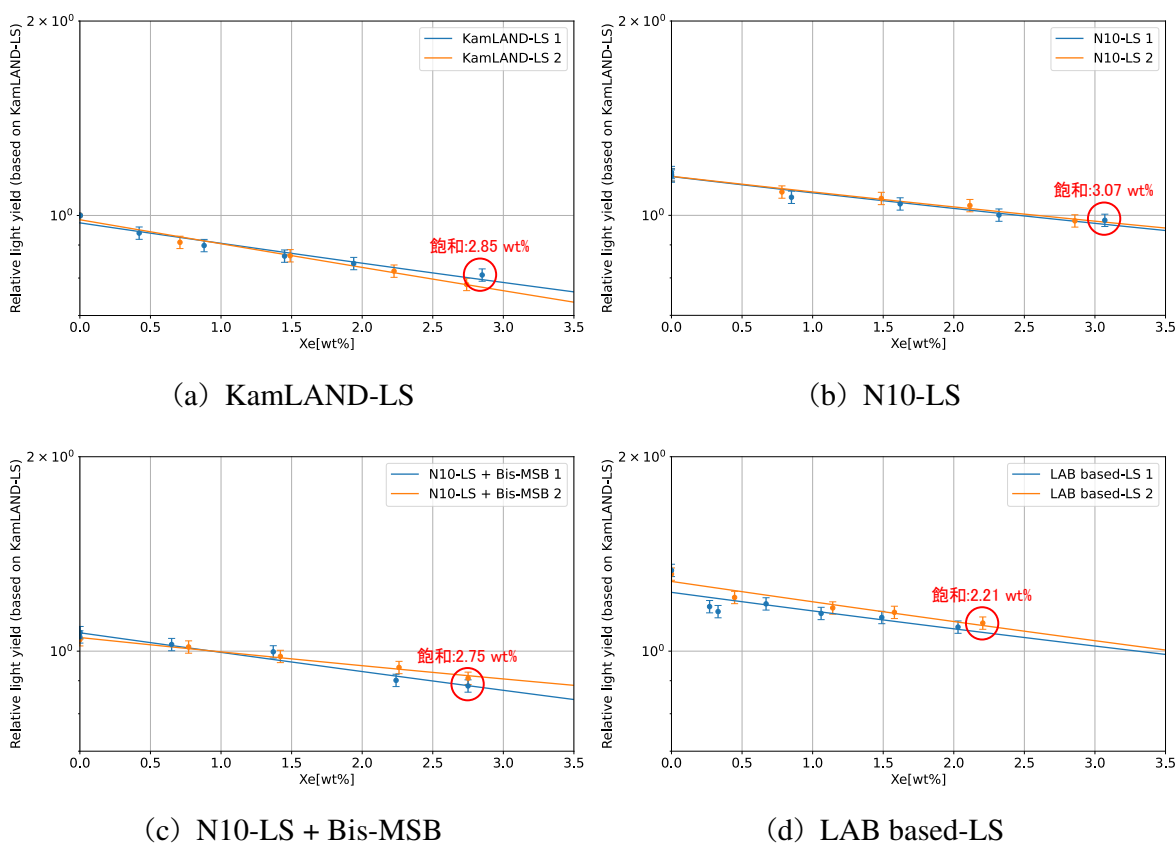 2 × 10⁰
KamLAND-LS 1
KamLAND-LS 2
飽和:2.85 wt%
10⁰
Relative light yield (based on KamLAND-LS)
0.0 0.5 1.0 1.5 2.0 2.5 3.0 3.5
Xe[wt%]
(a) KamLAND-LS
2 × 10⁰
N10-LS 1
N10-LS 2
飽和:3.07 wt%
10⁰
Relative light yield (based on KamLAND-LS)
0.0 0.5 1.0 1.5 2.0 2.5 3.0 3.5
Xe[wt%]
(b) N10-LS
2 × 10⁰
N10-LS + Bis-MSB 1
N10-LS + Bis-MSB 2
飽和:2.75 wt%
10⁰
Relative light yield (based on KamLAND-LS)
0.0 0.5 1.0 1.5 2.0 2.5 3.0 3.5
Xe[wt%]
(c) N10-LS + Bis-MSB
2 × 10⁰
LAB based-LS 1
LAB based-LS 2
飽和:2.21 wt%
10⁰
Relative light yield (based on KamLAND-LS)
0.0 0.5 1.0 1.5 2.0 2.5 3.0 3.5
Xe[wt%]
(d) LAB based-LS